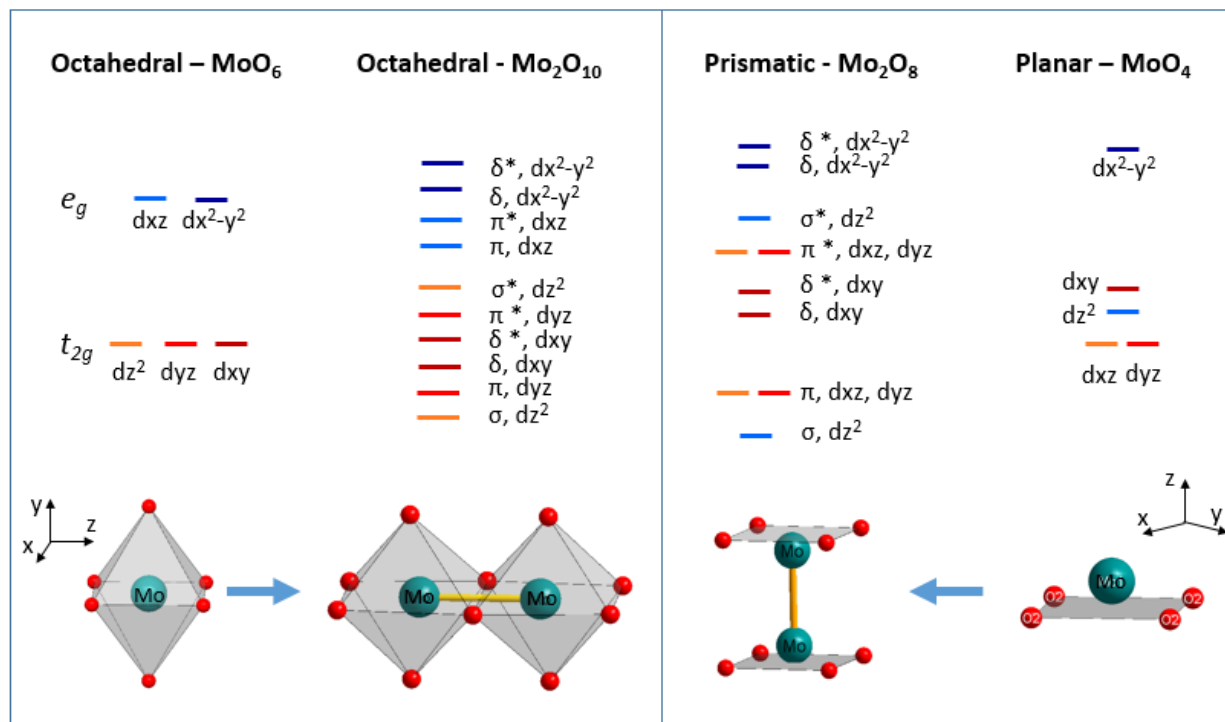 Octahedral – MoO₆
Octahedral - Mo₂O₁₀
e_g
dxz dx²-y²
t₂g
dz² dyz dxy
δ*, dx²-y²
δ, dx²-y²
π*, dxz
π, dxz
σ*, dz²
π *, dyz
δ *, dxy
δ, dxy
π, dyz
σ, dz²
y
z
x
Mo
Mo Mo
Prismatic - Mo₂O₈
Planar – MoO₄
δ *, dx²-y²
δ, dx²-y²
σ*, dz²
π *, dxz, dyz
δ *, dxy
δ, dxy
π, dxz, dyz
σ, dz²
dx²-y²
dxy
dz²
dxz dyz
Mo
Mo
z
x y
Mo
O2 O2
O2 O2